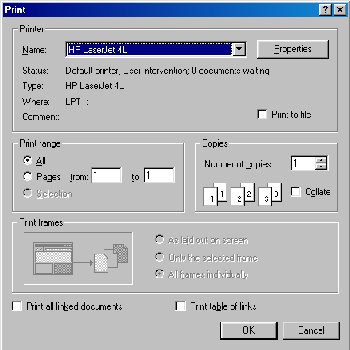 Print
Printer
Name: HP LaserJet 4L Properties
Status: Default printer; User intervention; 0 documents waiting
Type: HP LaserJet 4L
Where:
Comment: Print to file
Print range
All
Pages from: 1 to: 1
Selection
Copies
Number of copies: 1
1 1 2 2 3 3 Collate
Print frames
As laid out on screen
Only the selected frame
All frames individually
Print all linked documents Print table of links
OK Cancel